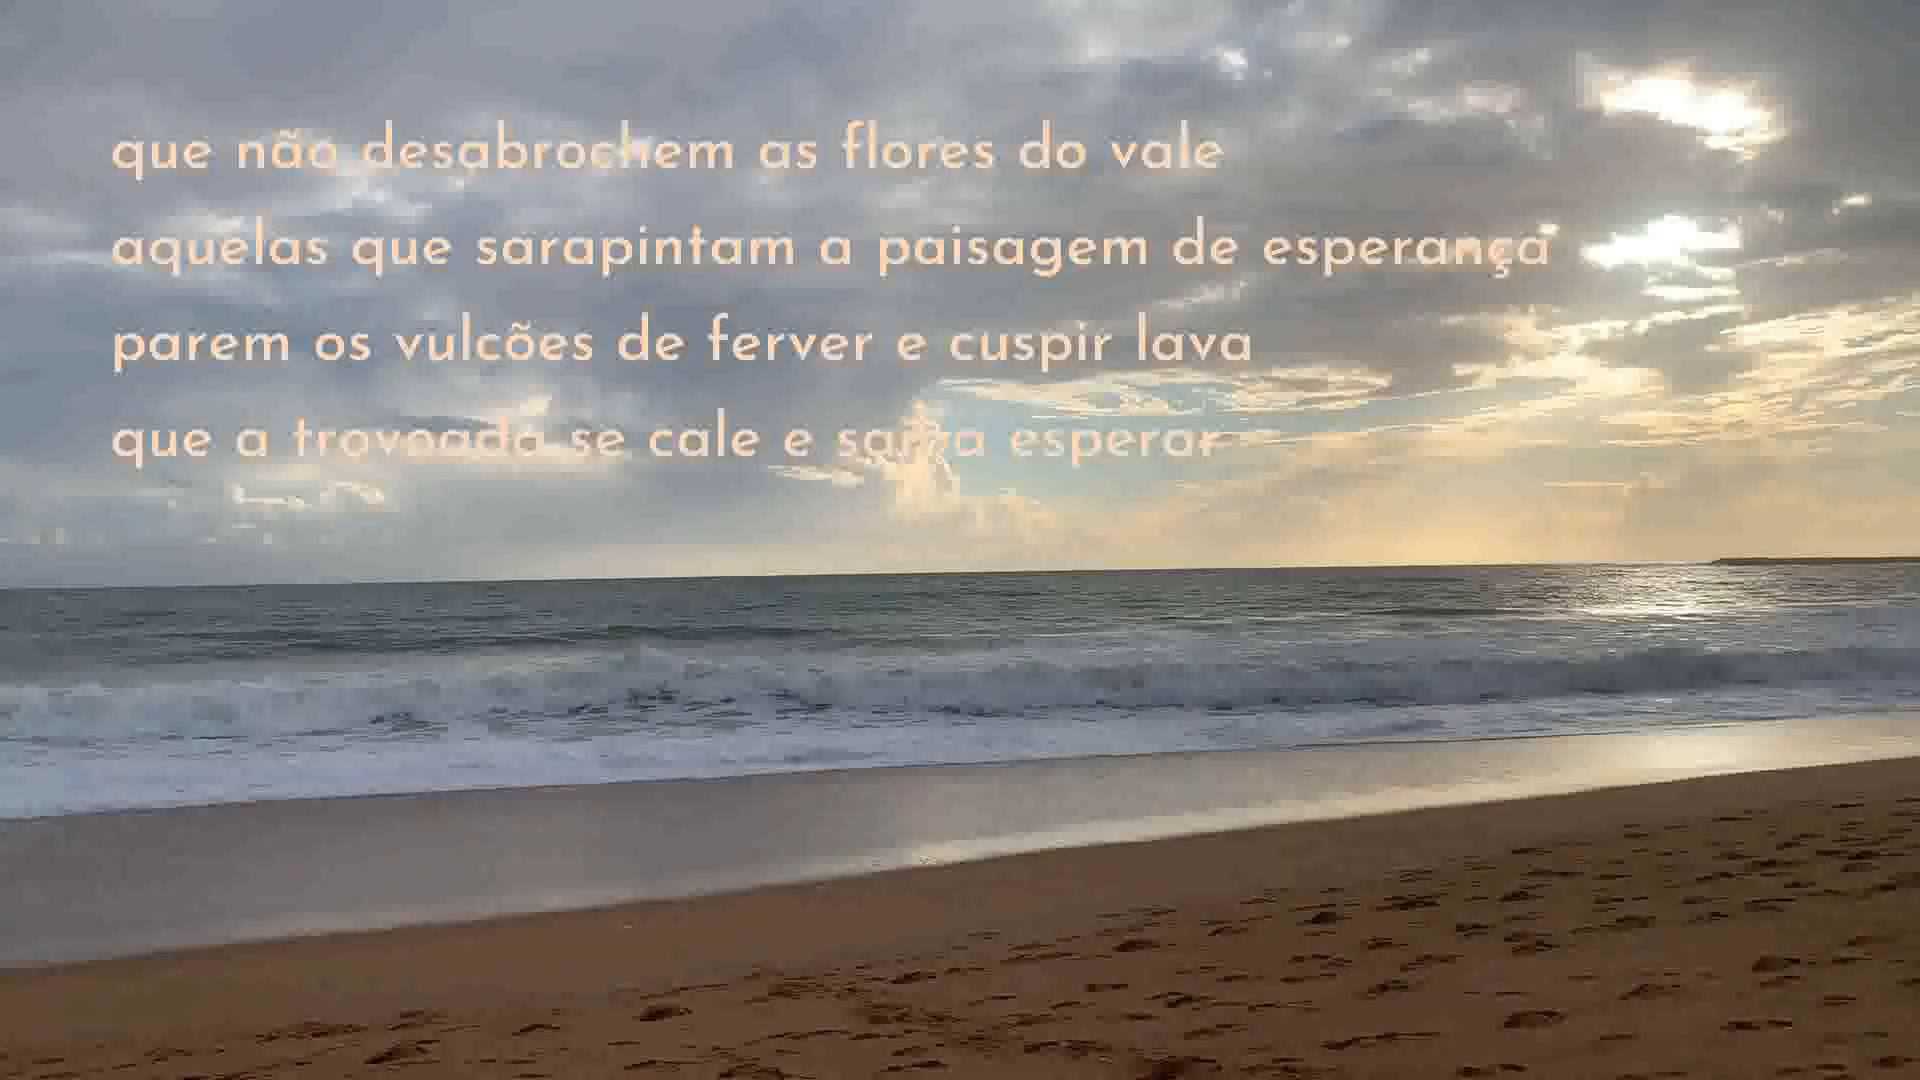 que não desabrochem as flores do vale
aquelas que sarapintam a paisagem de esperança
parem os vulcões de ferver e cuspir lava
que a trovoada se cale e saiba esperar